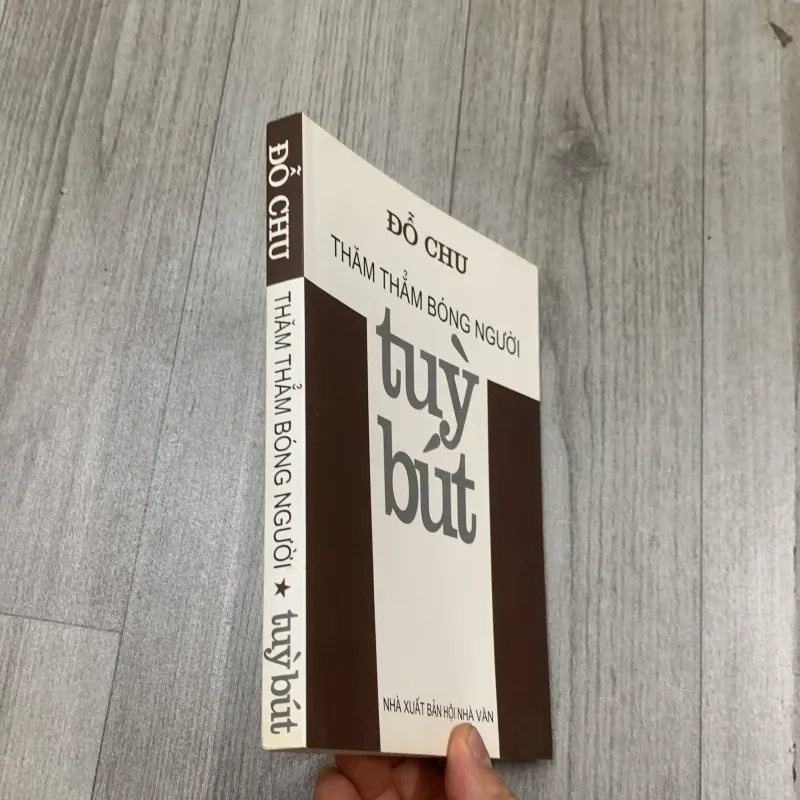 ĐỖ CHU
THĂM THẲM BÓNG NGƯỜI
tuỳ
bút
NHÀ XUẤT BẢN HỘI NHÀ VĂN
ĐỖ CHU THĂM THẲM BÓNG NGƯỜI ★ tuỳ bút